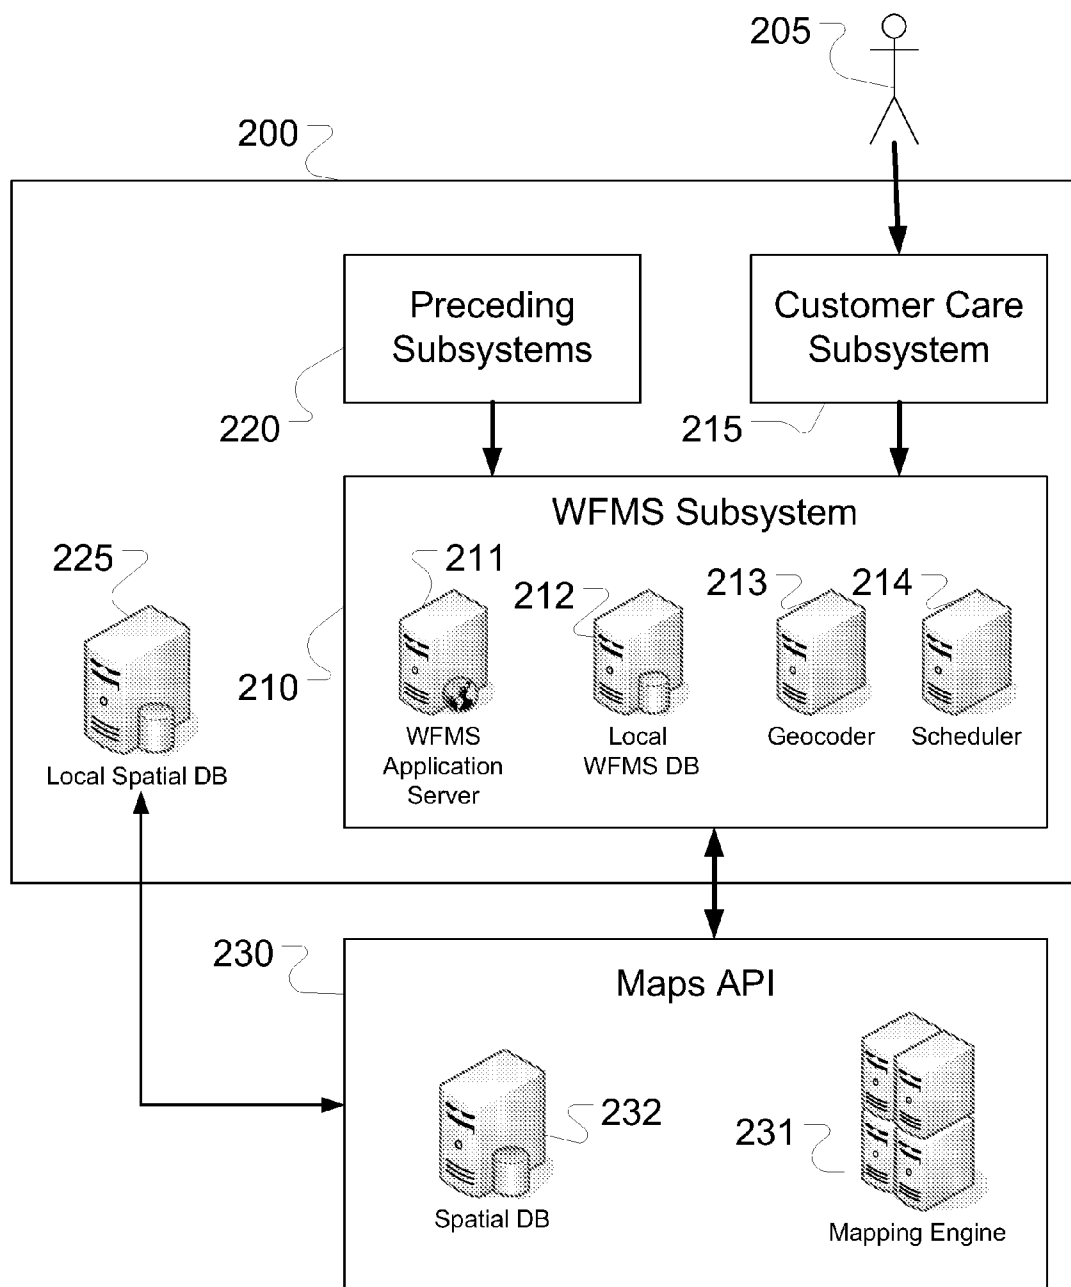 205
200
Preceding
Subsystems
Customer Care
Subsystem
220
215
WFMS Subsystem
225
211
212
213
214
210
WFMS
Application
Server
Local
WFMS DB
Geocoder
Scheduler
Local Spatial DB
230
Maps API
232
231
Spatial DB
Mapping Engine